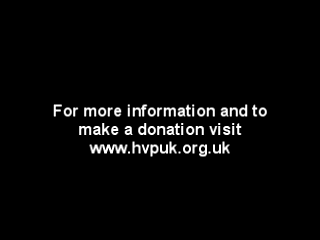 For more information and to
make a donation visit
www.hvpuk.org.uk